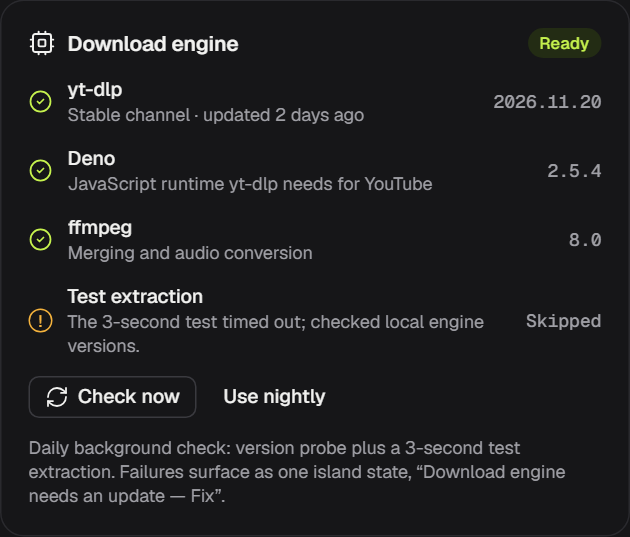 Download engine
Ready
yt-dlp
Stable channel · updated 2 days ago
2026.11.20
Deno
JavaScript runtime yt-dlp needs for YouTube
2.5.4
ffmpeg
Merging and audio conversion
8.0
Test extraction
The 3-second test timed out; checked local engine
versions.
Skipped
Check now
Use nightly
Daily background check: version probe plus a 3-second test
extraction. Failures surface as one island state, “Download engine
needs an update — Fix”.